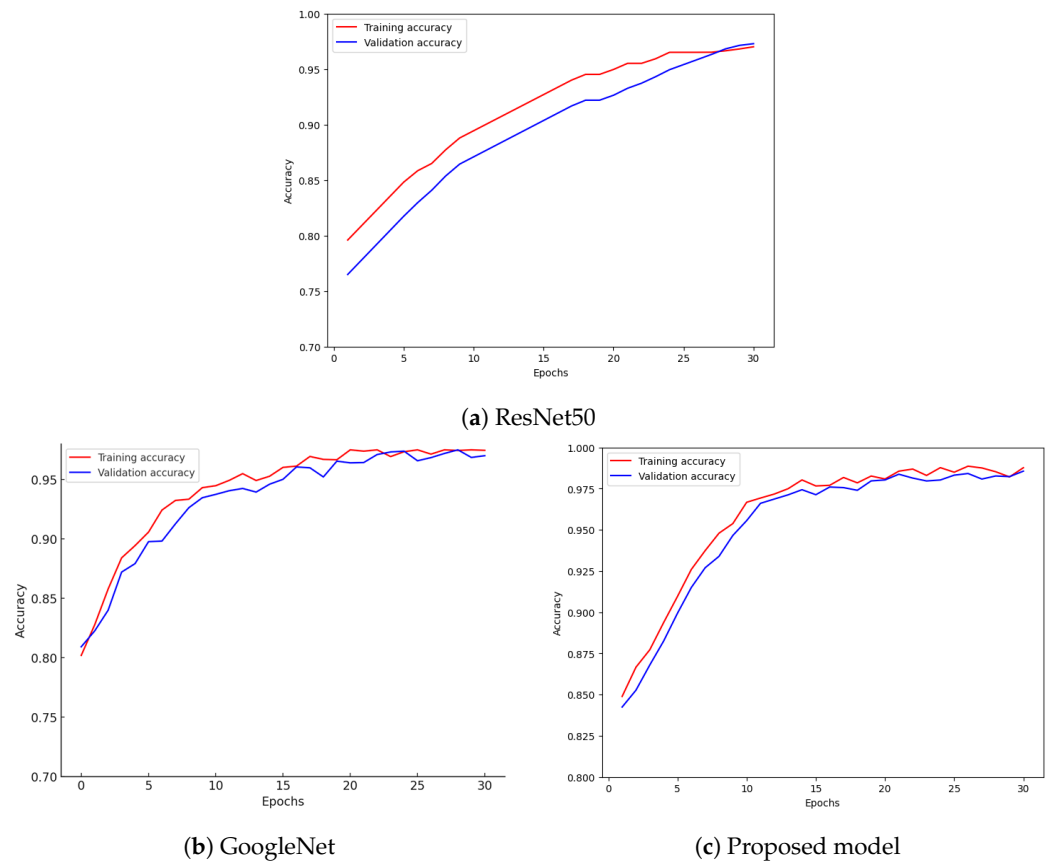 1.00
Training accuracy
Validation accuracy
0.95
0.90
0.85
Accuracy
0.80
0.75
0.70
0 5 10 15 20 25 30
Epochs
(a) ResNet50
Training accuracy
Validation accuracy
0.95
0.90
0.85
Accuracy
0.80
0.75
0.70
0 5 10 15 20 25 30
Epochs
(b) GoogleNet
1.000
Training accuracy
Validation accuracy
0.975
0.950
0.925
0.900
Accuracy
0.875
0.850
0.825
0.800
0 5 10 15 20 25 30
Epochs
(c) Proposed model